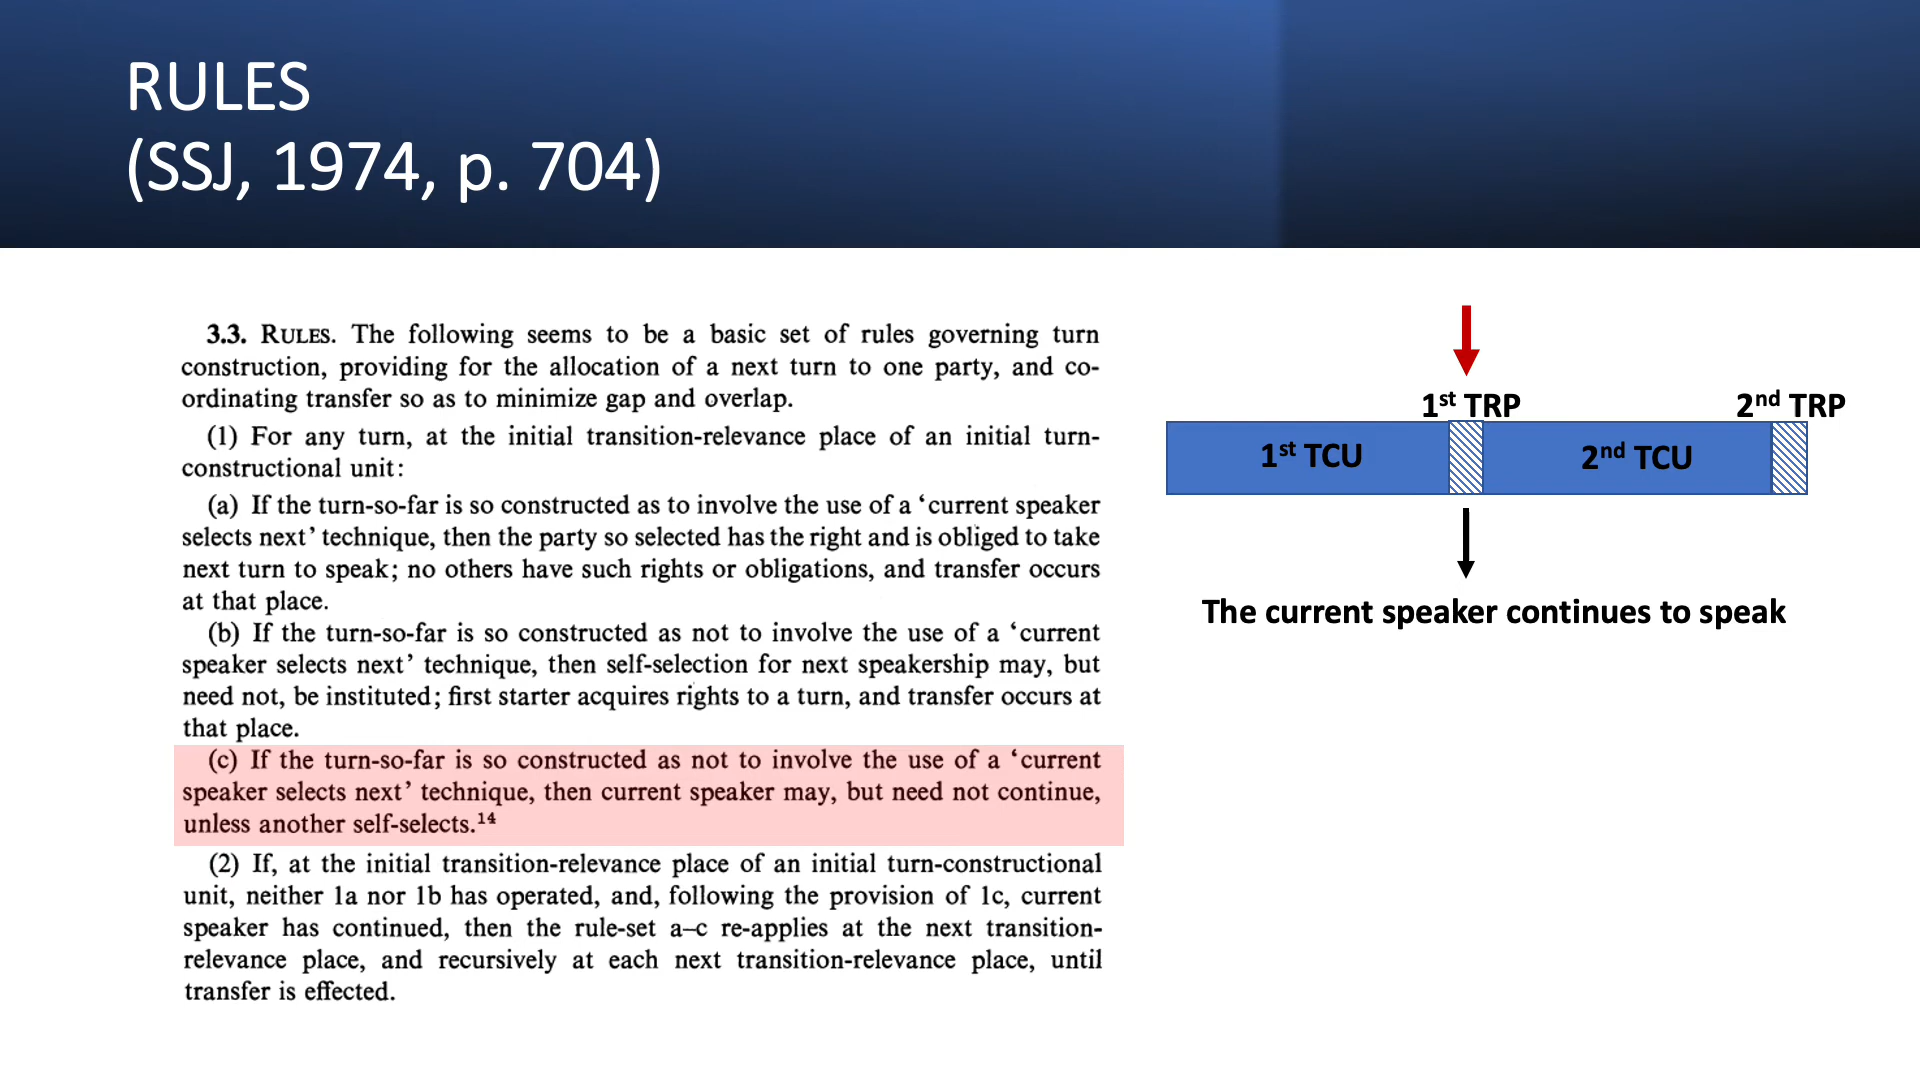 RULES
(SSJ, 1974, p. 704)
3.3. RULES. The following seems to be a basic set of rules governing turn
construction, providing for the allocation of a next turn to one party, and co-
ordinating transfer so as to minimize gap and overlap.
(1) For any turn, at the initial transition-relevance place of an initial turn-
constructional unit:
(a) If the turn-so-far is so constructed as to involve the use of a ‘current speaker
selects next’ technique, then the party so selected has the right and is obliged to take
next turn to speak; no others have such rights or obligations, and transfer occurs
at that place.
(b) If the turn-so-far is so constructed as not to involve the use of a ‘current
speaker selects next’ technique, then self-selection for next speakership may, but
need not, be instituted; first starter acquires rights to a turn, and transfer occurs at
that place.
(c) If the turn-so-far is so constructed as not to involve the use of a ‘current
speaker selects next’ technique, then current speaker may, but need not continue,
unless another self-selects.¹⁴
(2) If, at the initial transition-relevance place of an initial turn-constructional
unit, neither 1a nor 1b has operated, and, following the provision of 1c, current
speaker has continued, then the rule-set a–c re-applies at the next transition-
relevance place, and recursively at each next transition-relevance place, until
transfer is effected.
1st TRP
2nd TRP
1st TCU
2nd TCU
The current speaker continues to speak